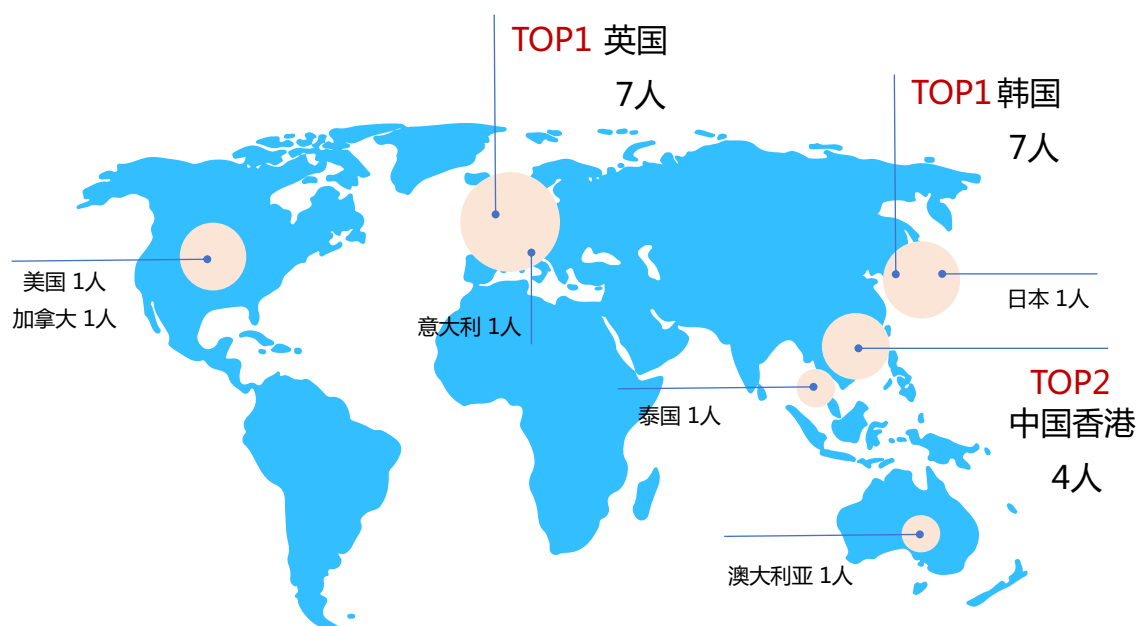 TOP1 英国
7人
TOP1 韩国
7人
美国 1人
加拿大 1人
意大利 1人
日本 1人
TOP2
中国香港
4人
泰国 1人
澳大利亚 1人